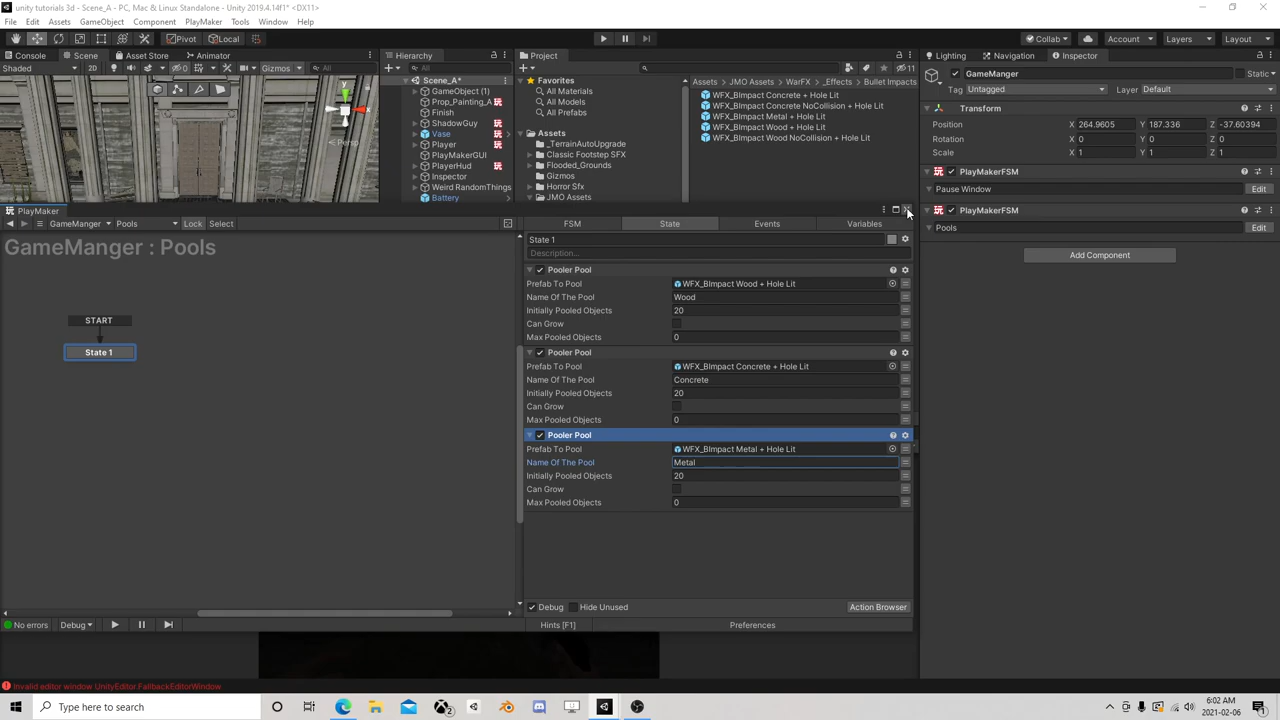 unity tutorials 3d - Scene_A - PC, Mac & Linux Standalone - Unity 2019.4.14f1* <DX11>
File Edit Assets GameObject Component PlayMaker Tools Window Help
Pivot Local Collab Account Layers Layout
Console Scene Asset Store Animator Hierarchy Project Lighting Navigation Inspector
Shaded 2D 0 Gizmos All
All
11
y
x
Persp
Scene_A*
GameObject (1)
Prop_Painting_A
Finish
ShadowGuy
Vase
Player
PlayMakerGUI
PlayerHud
Inspector
Weird RandomThings
Battery
Favorites
All Materials
All Models
All Prefabs
Assets
_TerrainAutoUpgrade
Classic Footstep SFX
Flooded_Grounds
Gizmos
Horror Sfx
JMO Assets
Assets JMO Assets WarFX _Effects Bullet Impacts
WFX_BImpact Concrete + Hole Lit
WFX_BImpact Concrete NoCollision + Hole Lit
WFX_BImpact Metal + Hole Lit
WFX_BImpact Wood + Hole Lit
WFX_BImpact Wood NoCollision + Hole Lit
GameManger Static
Tag Untagged Layer Default
Transform
Position X 264.9605 Y 187.336 Z -37.60394
Rotation X 0 Y 0 Z 0
Scale X 1 Y 1 Z 1
PlayMakerFSM
Pause Window Edit
PlayMakerFSM
Pools Edit
Add Component
PlayMaker
GameManger Pools Lock Select
GameManger : Pools
START
State 1
FSM State Events Variables
State 1
Description...
Pooler Pool
Prefab To Pool WFX_BImpact Wood + Hole Lit
Name Of The Pool Wood
Initially Pooled Objects 20
Can Grow
Max Pooled Objects 0
Pooler Pool
Prefab To Pool WFX_BImpact Concrete + Hole Lit
Name Of The Pool Concrete
Initially Pooled Objects 20
Can Grow
Max Pooled Objects 0
Pooler Pool
Prefab To Pool WFX_BImpact Metal + Hole Lit
Name Of The Pool Metal
Initially Pooled Objects 20
Can Grow
Max Pooled Objects 0
Debug Hide Unused Action Browser
No errors Debug Hints [F1] Preferences
Invalid editor window UnityEditor.FallbackEditorWindow
Type here to search
6:02 AM
2021-02-06